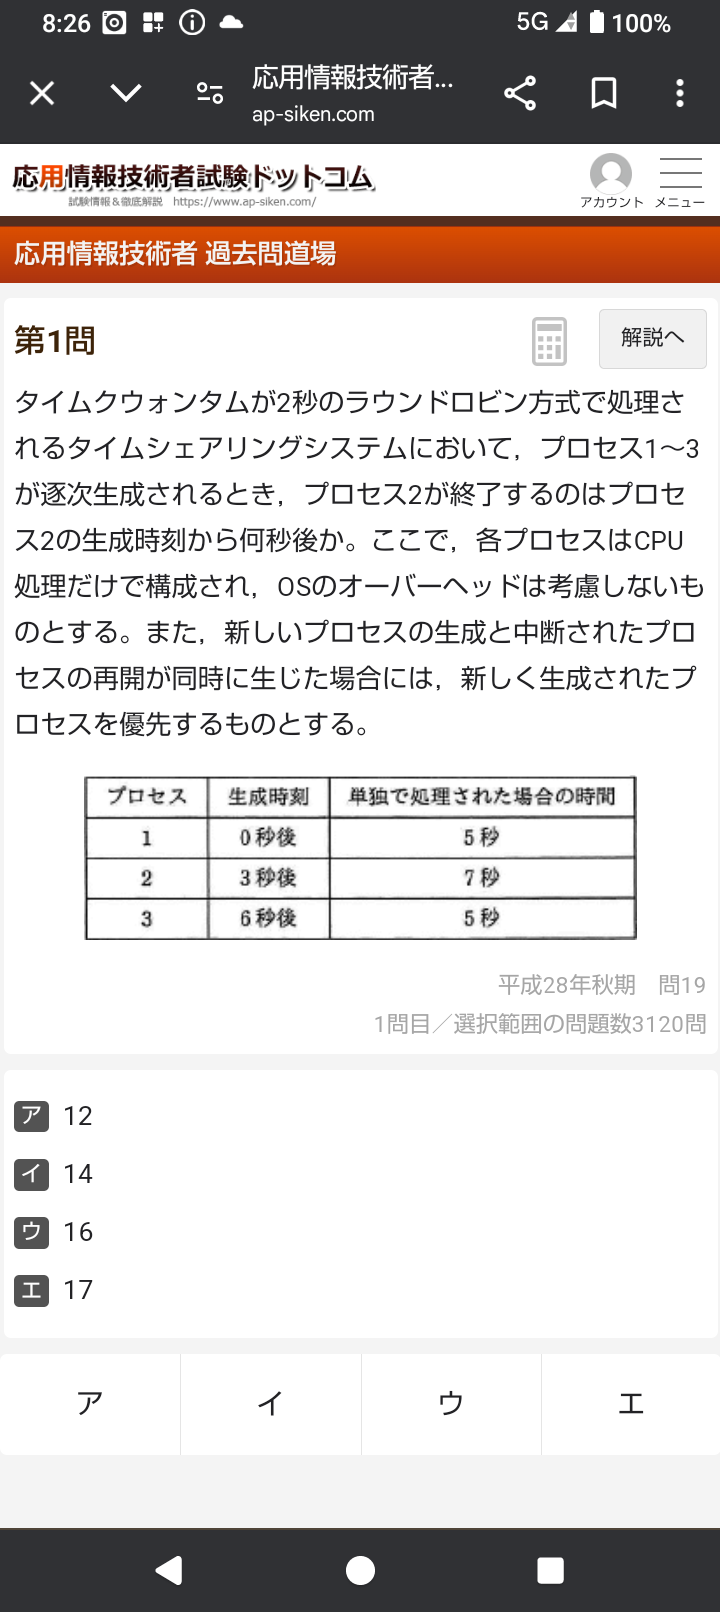 8:26 5G 100%
応用情報技術者...
ap-siken.com
応用情報技術者試験ドットコム
試験情報&徹底解説 https://www.ap-siken.com/
アカウント メニュー
応用情報技術者 過去問道場
第1問 解説へ
タイムクウォンタムが2秒のラウンドロビン方式で処理さ
れるタイムシェアリングシステムにおいて，プロセス1〜3
が逐次生成されるとき，プロセス2が終了するのはプロセ
ス2の生成時刻から何秒後か。ここで，各プロセスはCPU
処理だけで構成され，OSのオーバーヘッドは考慮しないも
のとする。また，新しいプロセスの生成と中断されたプロ
セスの再開が同時に生じた場合には，新しく生成されたプ
ロセスを優先するものとする。
プロセス 生成時刻 単独で処理された場合の時間
1 0秒後 5秒
2 3秒後 7秒
3 6秒後 5秒
平成28年秋期 問19
1問目／選択範囲の問題数3120問
ア 12
イ 14
ウ 16
エ 17
ア イ ウ エ